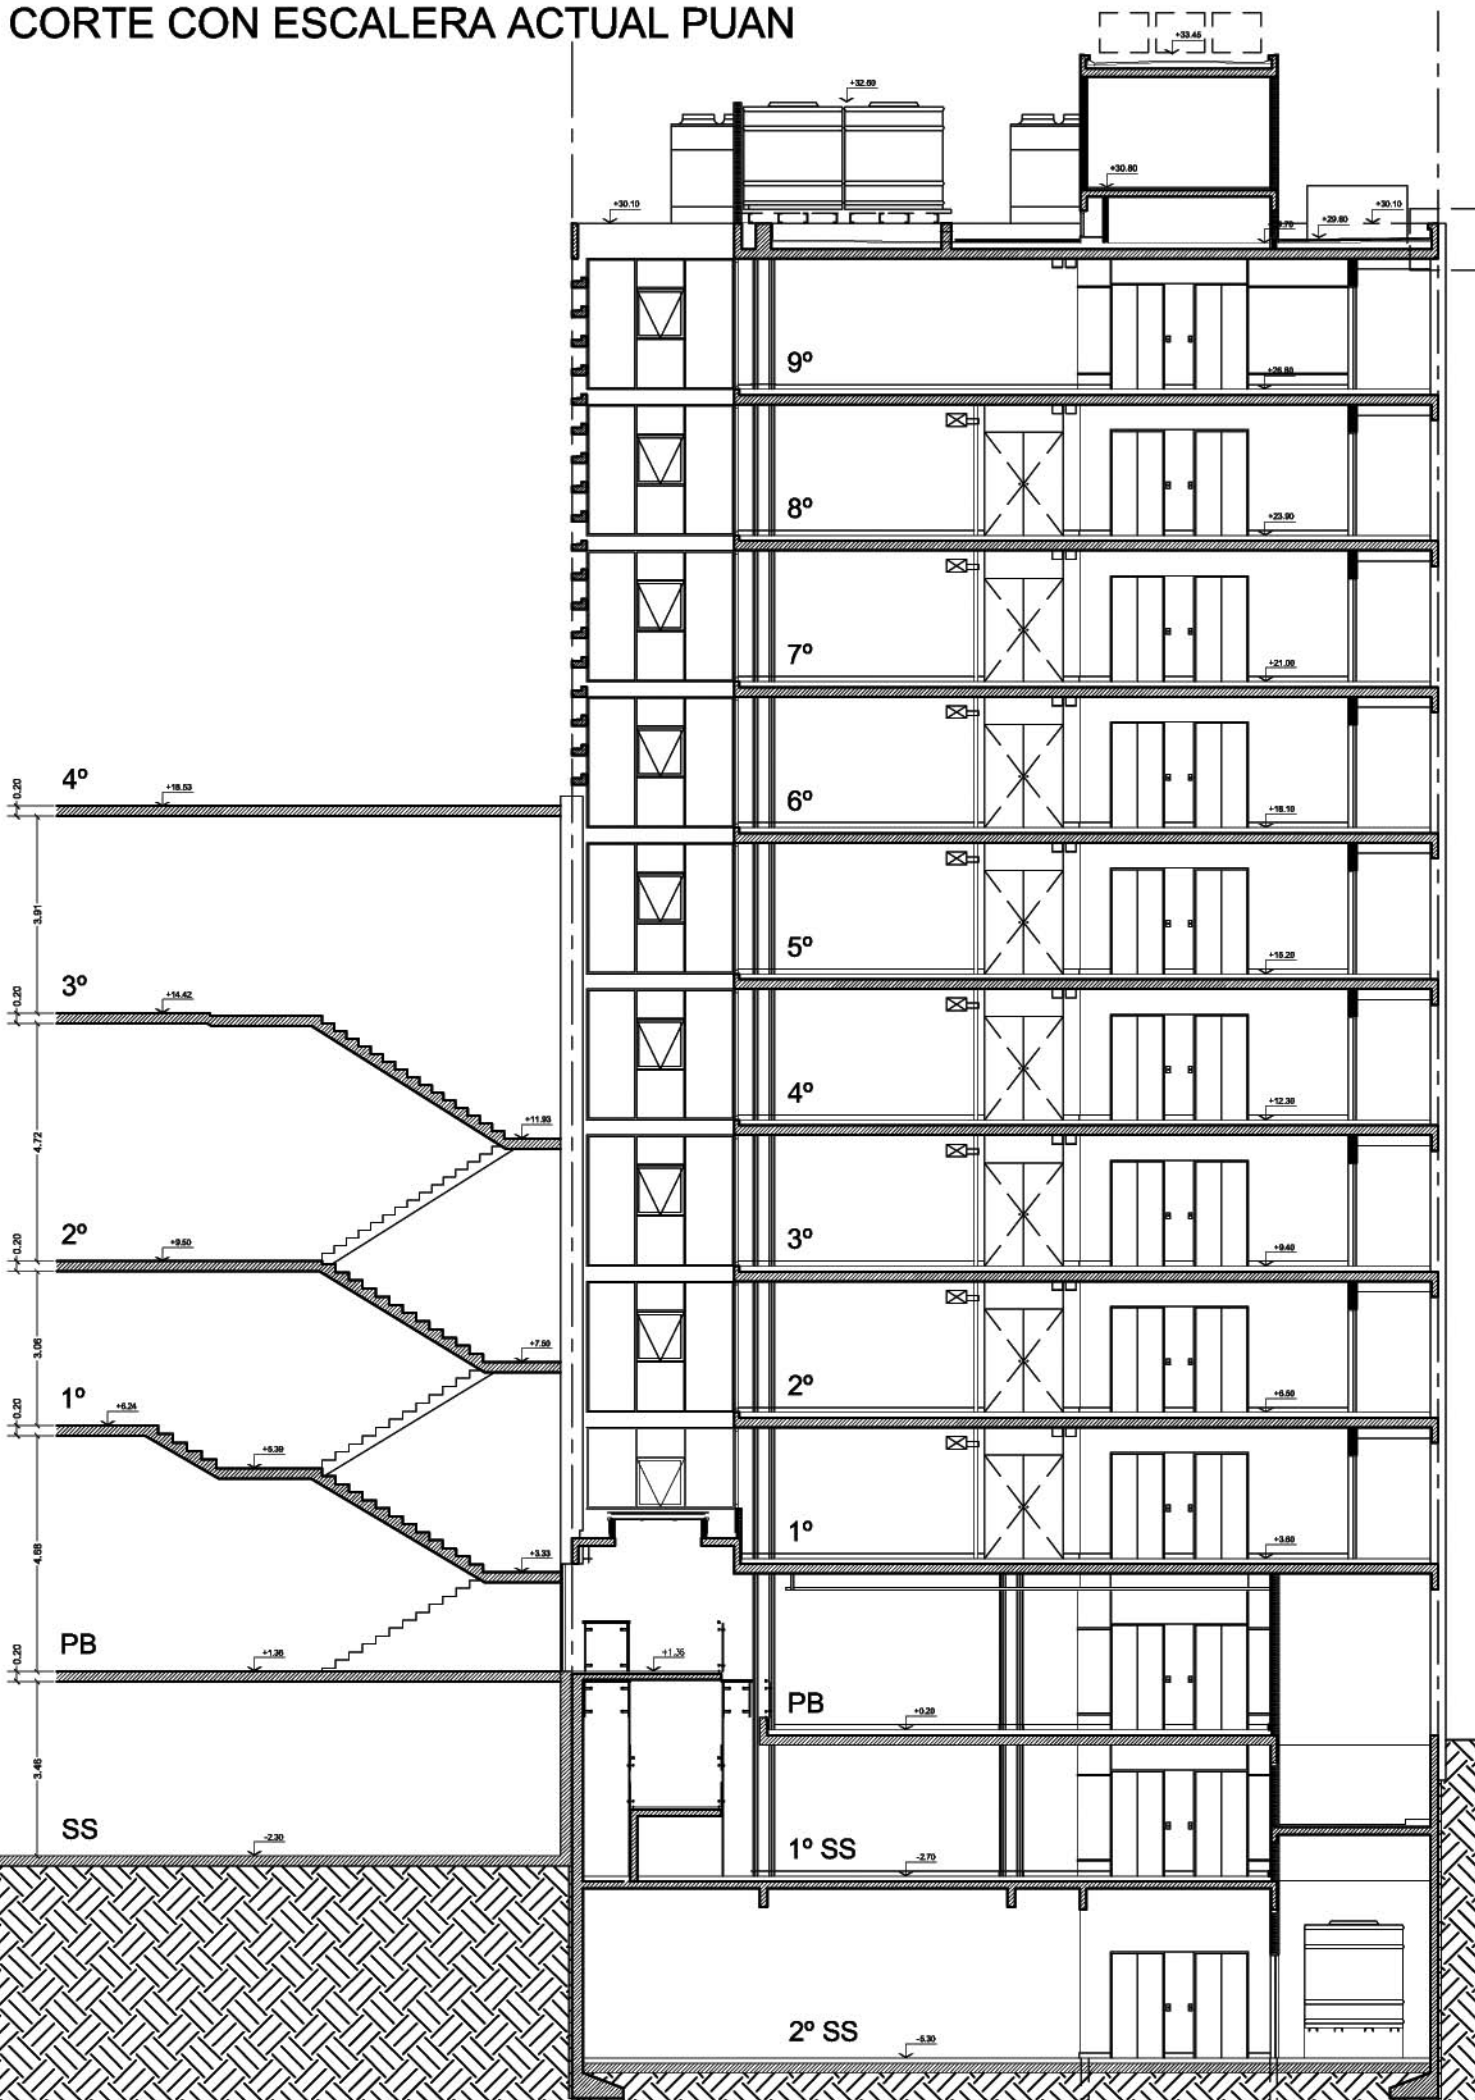 CORTE CON ESCALERA ACTUAL PUAN
+33.45
+32.60
+30.80
+30.10
+29.80
+30.10
9º
+26.80
8º
+23.90
7º
+21.00
4º
+18.53
0.20
6º
+18.10
3.91
5º
+15.20
3º
+14.42
0.20
4º
+12.30
+11.93
4.72
3º
+9.40
2º
+9.50
0.20
+7.50
3.06
2º
+6.50
1º
+6.24
0.20
+5.39
1º
+3.60
4.68
+3.33
PB
+1.36
0.20
+1.36
PB
+0.20
3.46
SS
-2.30
1º SS
-2.70
2º SS
-5.30